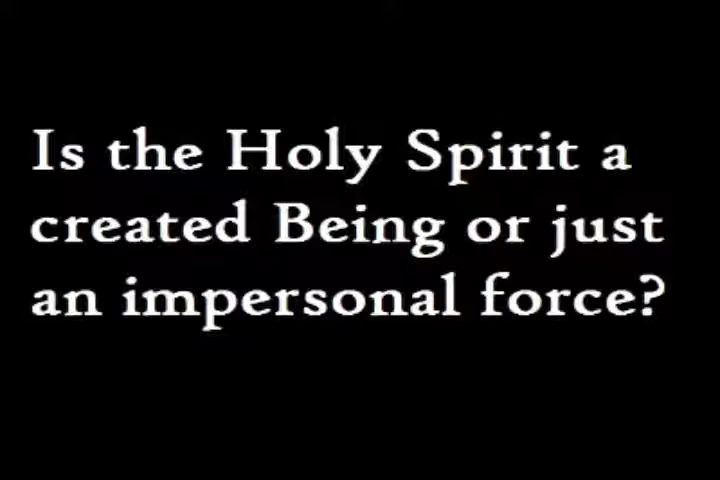 Is the Holy Spirit a
created Being or just
an impersonal force?